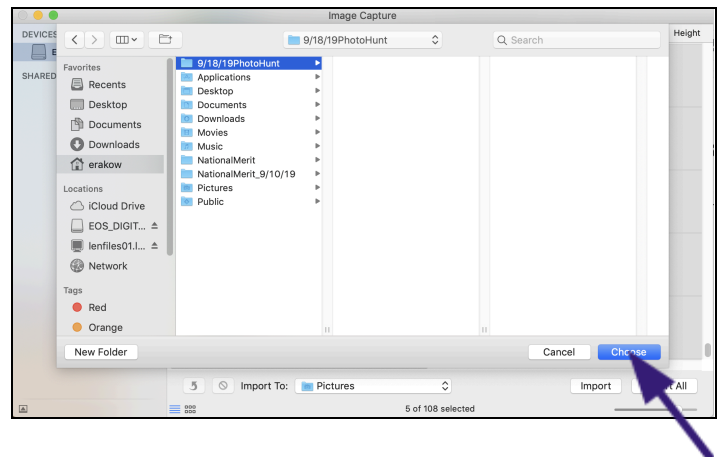 Image Capture
DEVICES
Height
9/18/19PhotoHunt
Search
E
SHARED
Favorites
Recents
Desktop
Documents
Downloads
erakow
Locations
iCloud Drive
EOS_DIGIT...
lenfiles01.l...
Network
Tags
Red
Orange
9/18/19PhotoHunt
Applications
Desktop
Documents
Downloads
Movies
Music
NationalMerit
NationalMerit_9/10/19
Pictures
Public
New Folder
Cancel
Choose
Import To:
Pictures
Import
All
5 of 108 selected